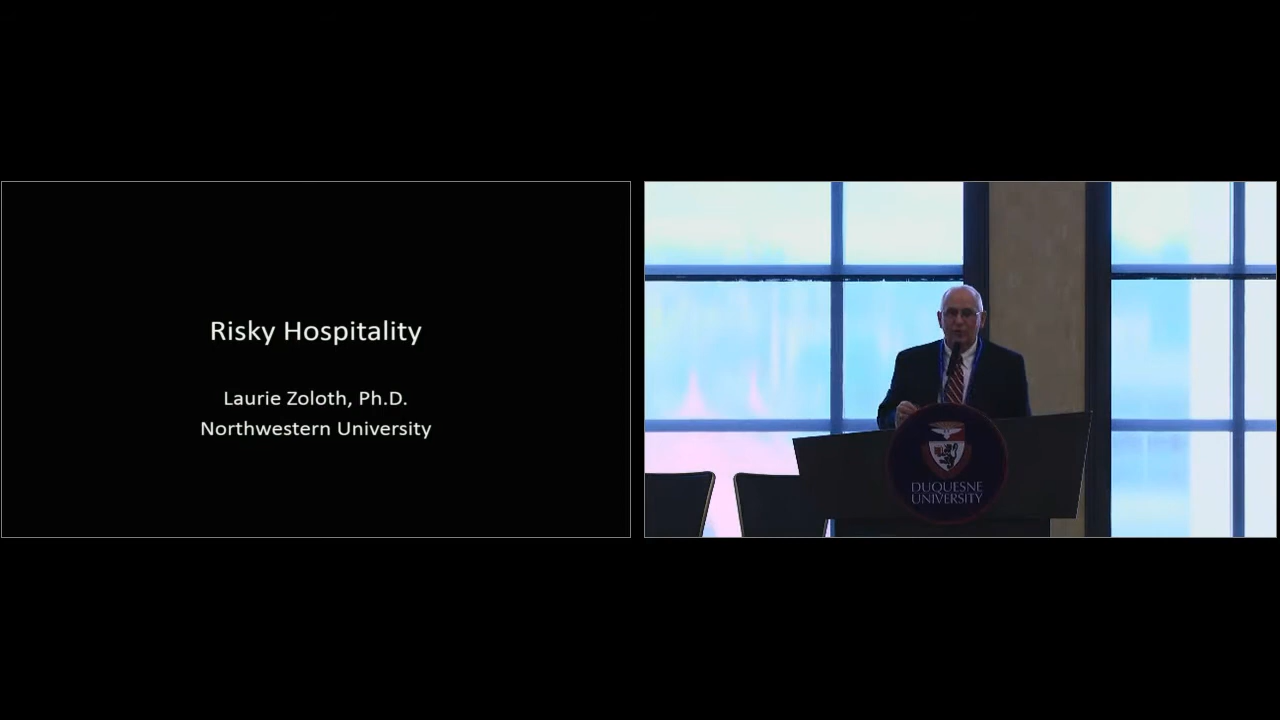 Risky Hospitality
Laurie Zoloth, Ph.D.
Northwestern University
DUQUESNE
UNIVERSITY